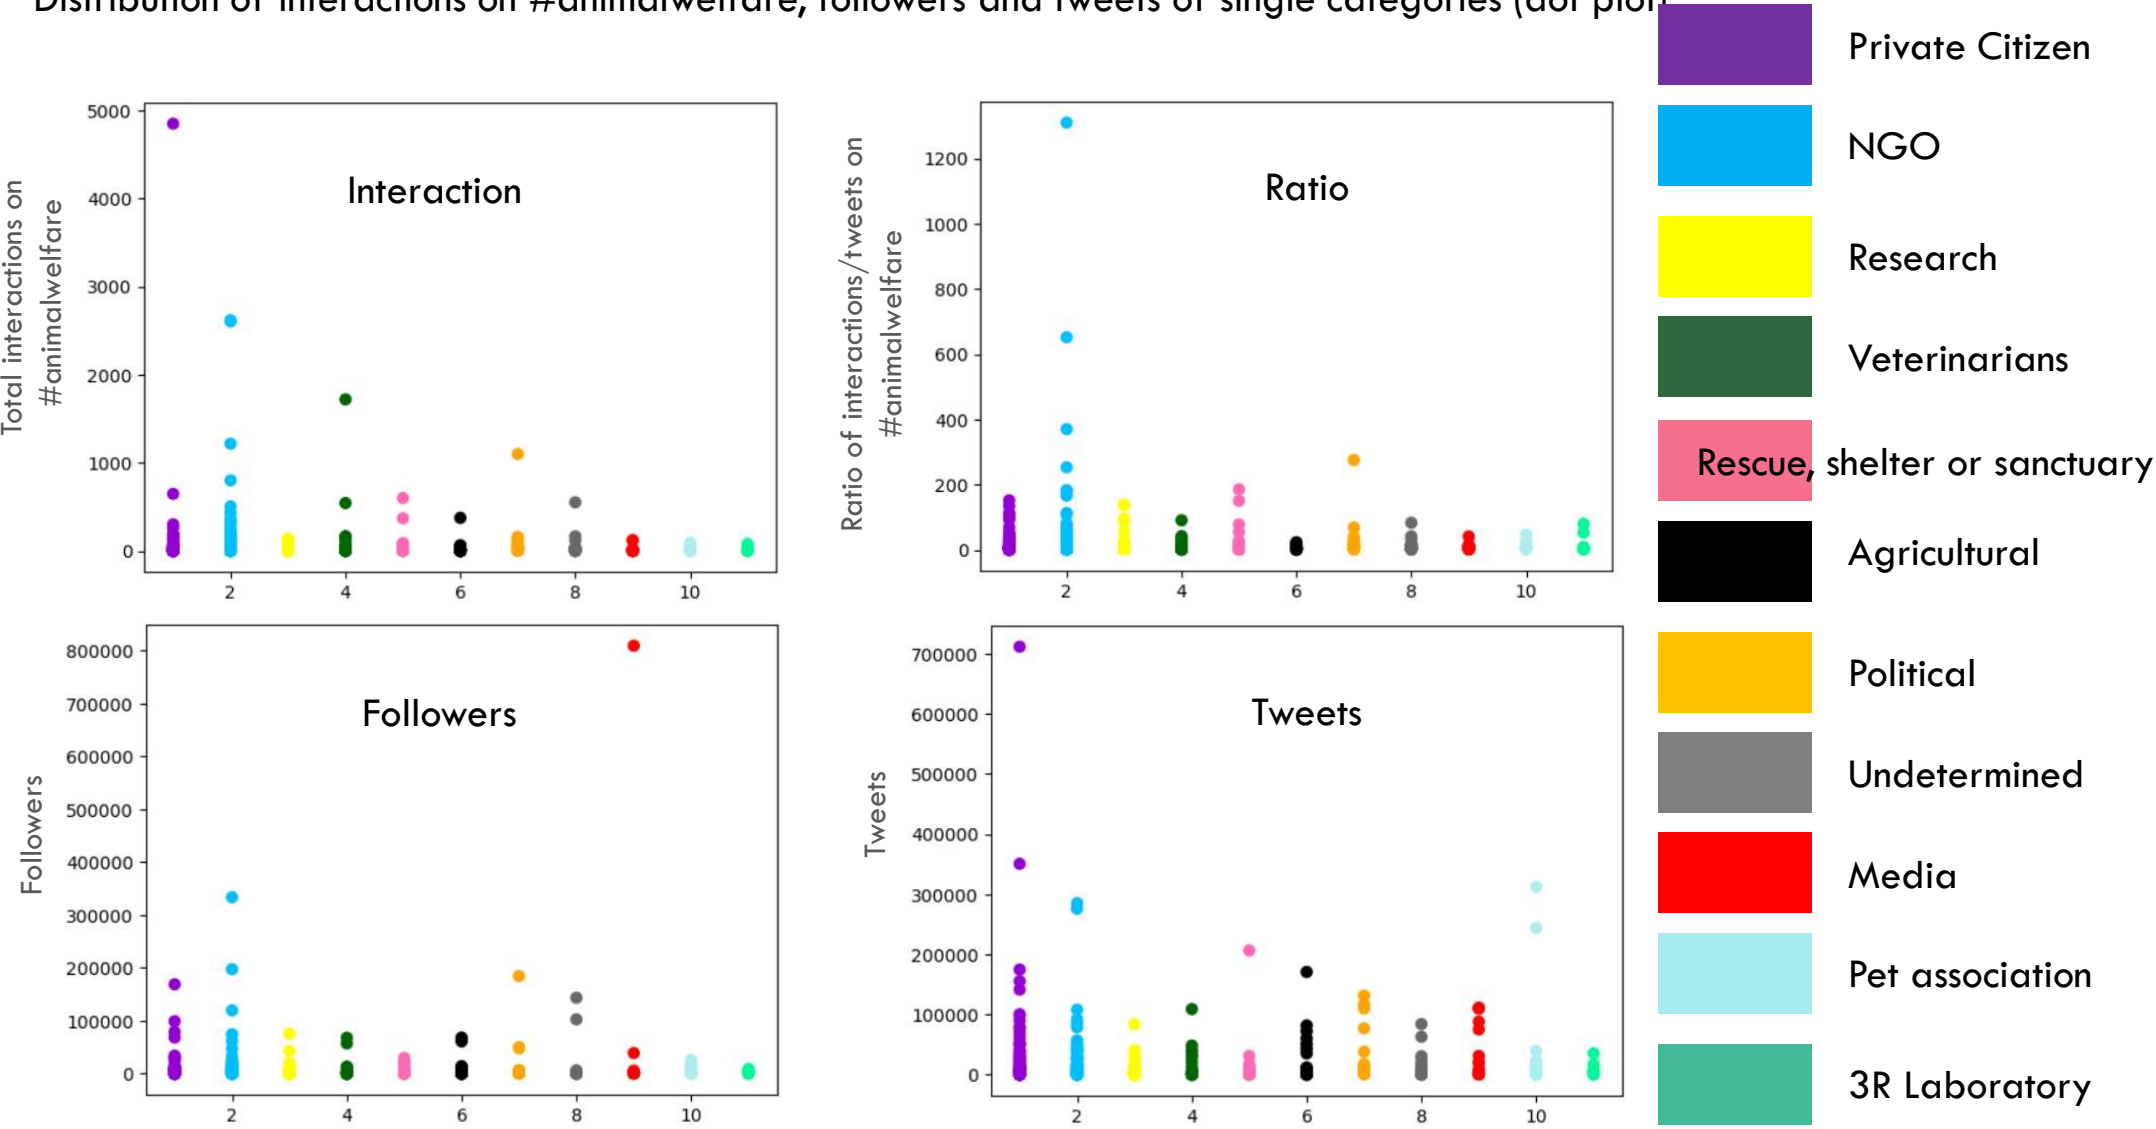 Distribution of interactions on #animalwelfare, followers and tweets of single categories (dot plot)
Interaction
Total interactions on
#animalwelfare
5000
4000
3000
2000
1000
0
2 4 6 8 10
Ratio
Ratio of interactions/tweets on
#animalwelfare
1200
1000
800
600
400
200
0
2 4 6 8 10
Followers
Followers
800000
700000
600000
500000
400000
300000
200000
100000
0
2 4 6 8 10
Tweets
Tweets
700000
600000
500000
400000
300000
200000
100000
0
2 4 6 8 10
Private Citizen
NGO
Research
Veterinarians
Rescue, shelter or sanctuary
Agricultural
Political
Undetermined
Media
Pet association
3R Laboratory